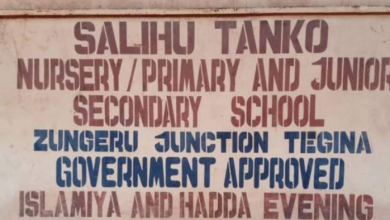 SALIHU TANKO
NURSERY/PRIMARY AND JUNIOR
SECONDARY SCHOOL
ZUNGERU JUNCTION TEGINA
GOVERNMENT APPROVED
ISLAMIYA AND HADDA EVENING